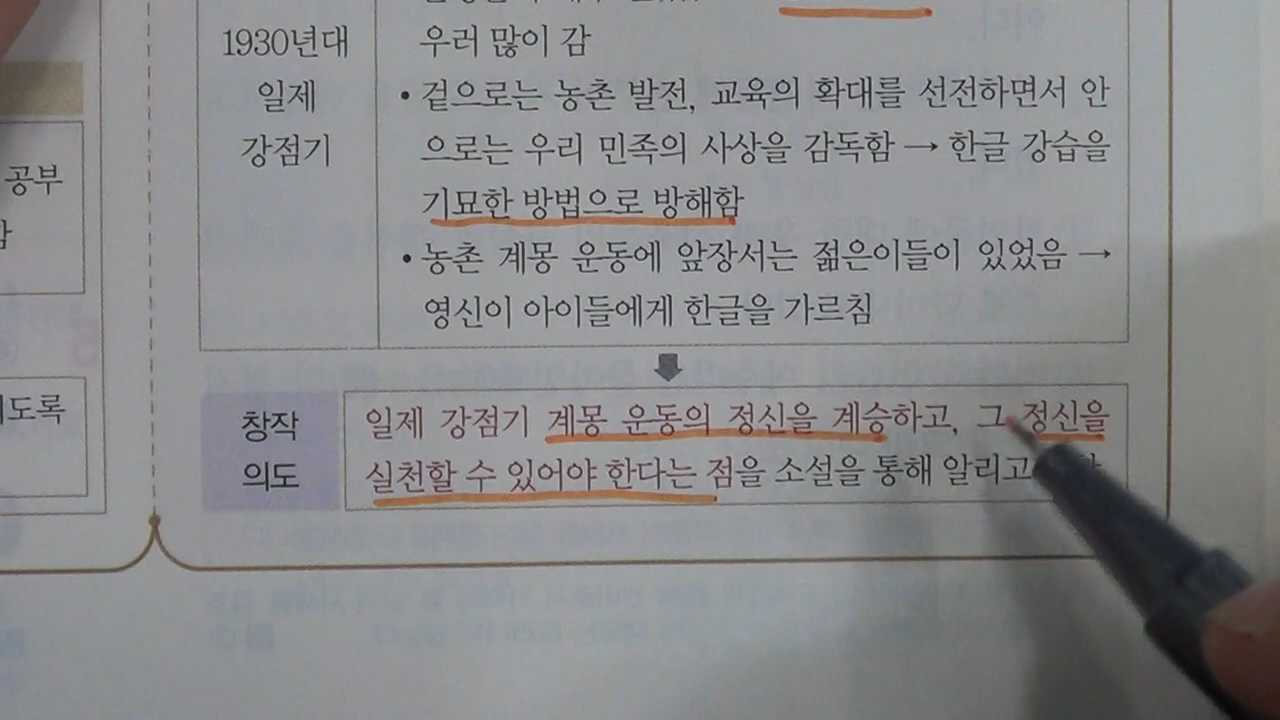 1930년대
일제
강점기
우러 많이 감
• 겉으로는 농촌 발전, 교육의 확대를 선전하면서 안
으로는 우리 민족의 사상을 감독함 → 한글 강습을
기묘한 방법으로 방해함
• 농촌 계몽 운동에 앞장서는 젊은이들이 있었음 →
영신이 아이들에게 한글을 가르침
창작
의도
일제 강점기 계몽 운동의 정신을 계승하고, 그 정신을
실천할 수 있어야 한다는 점을 소설을 통해 알리고
공부